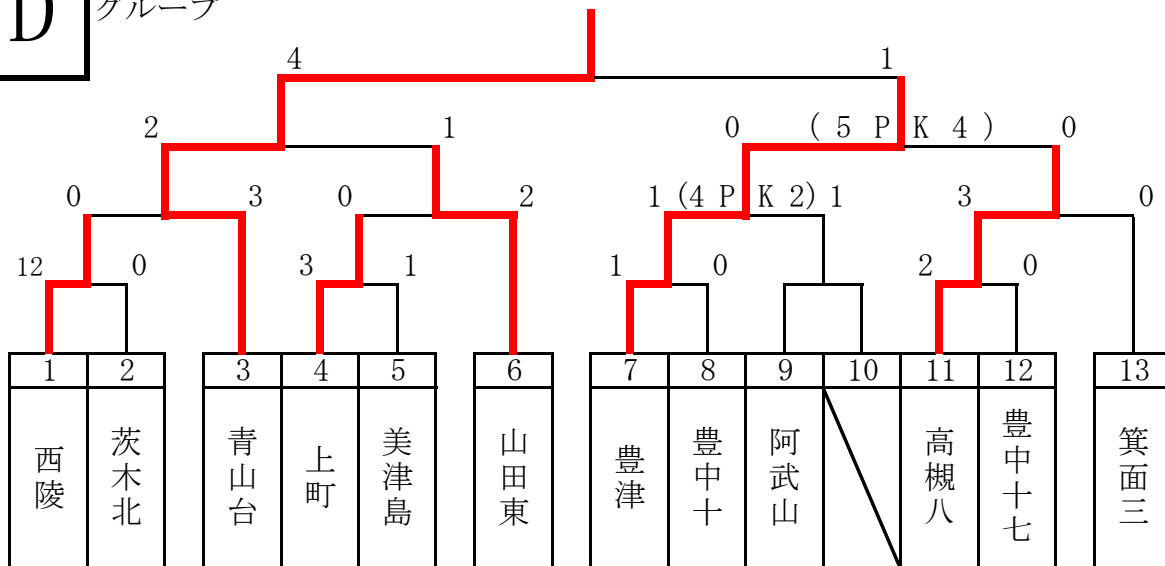 D グループ
4 1
2 1 0 (5 P K 4) 0
0 3 0 2 1 (4 P K 2) 1 3 0
12 0 3 1 1 0 2 0
1 2 3 4 5 6 7 8 9 10 11 12 13
西陵 茨木北 青山台 上町 美津島 山田東 豊津 豊中十 阿武山 高槻八 豊中十七 箕面三